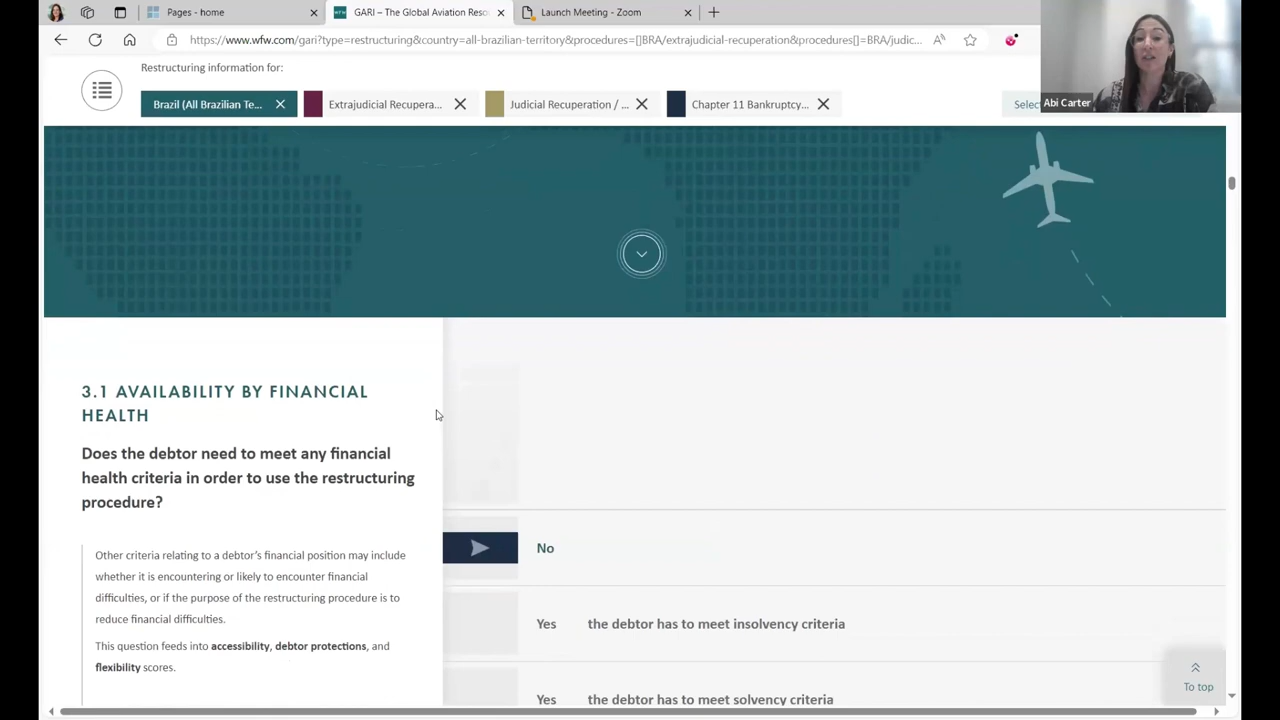 Pages - home
GARI – The Global Aviation Reso
Launch Meeting - Zoom
https://www.wfw.com/gari?type=restructuring&country=all-brazilian-territory&procedures=[]BRA/extrajudicial-recuperation&procedures[]=BRA/judic...
Restructuring information for:
Brazil (All Brazilian Te...
Extrajudicial Recupera...
Judicial Recuperation / ...
Chapter 11 Bankruptcy...
Selec
Abi Carter
3.1 AVAILABILITY BY FINANCIAL
HEALTH
Does the debtor need to meet any financial
health criteria in order to use the restructuring
procedure?
Other criteria relating to a debtor's financial position may include
whether it is encountering or likely to encounter financial
difficulties, or if the purpose of the restructuring procedure is to
reduce financial difficulties.
This question feeds into accessibility, debtor protections, and
flexibility scores.
No
Yes the debtor has to meet insolvency criteria
Yes the debtor has to meet solvency criteria
To top